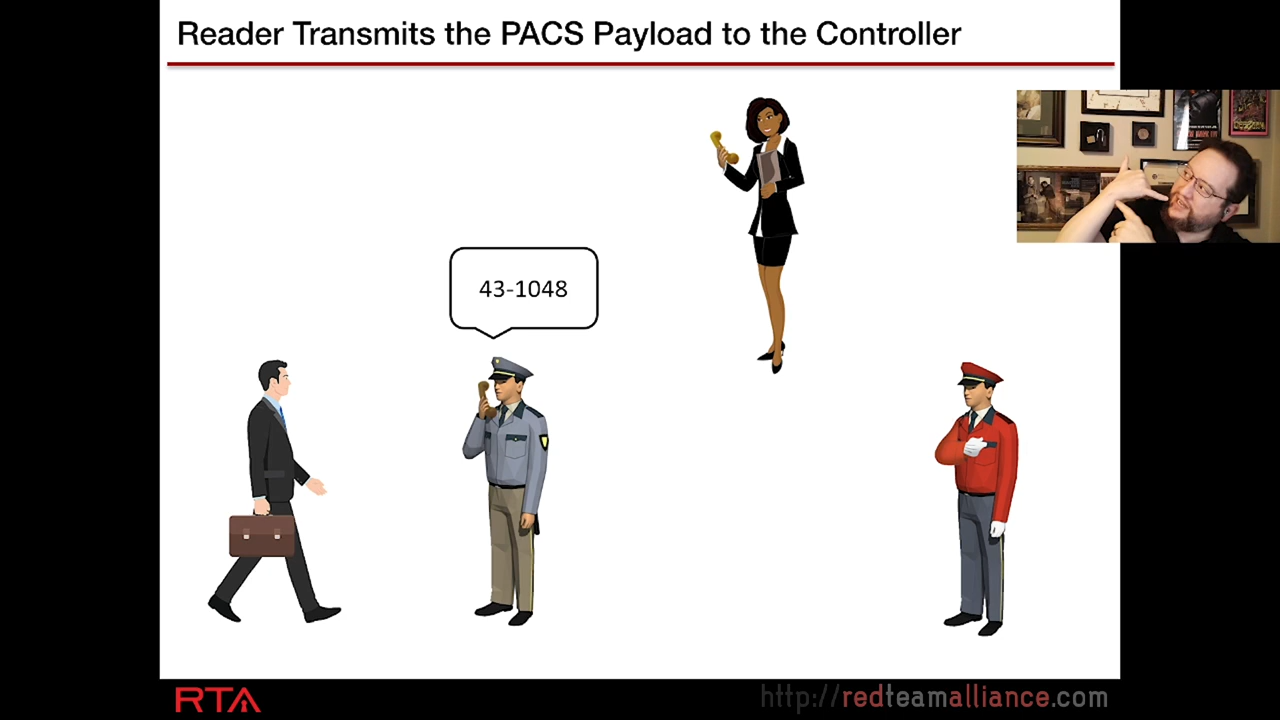 Reader Transmits the PACS Payload to the Controller
43-1048
RTA
http://redteamalliance.com